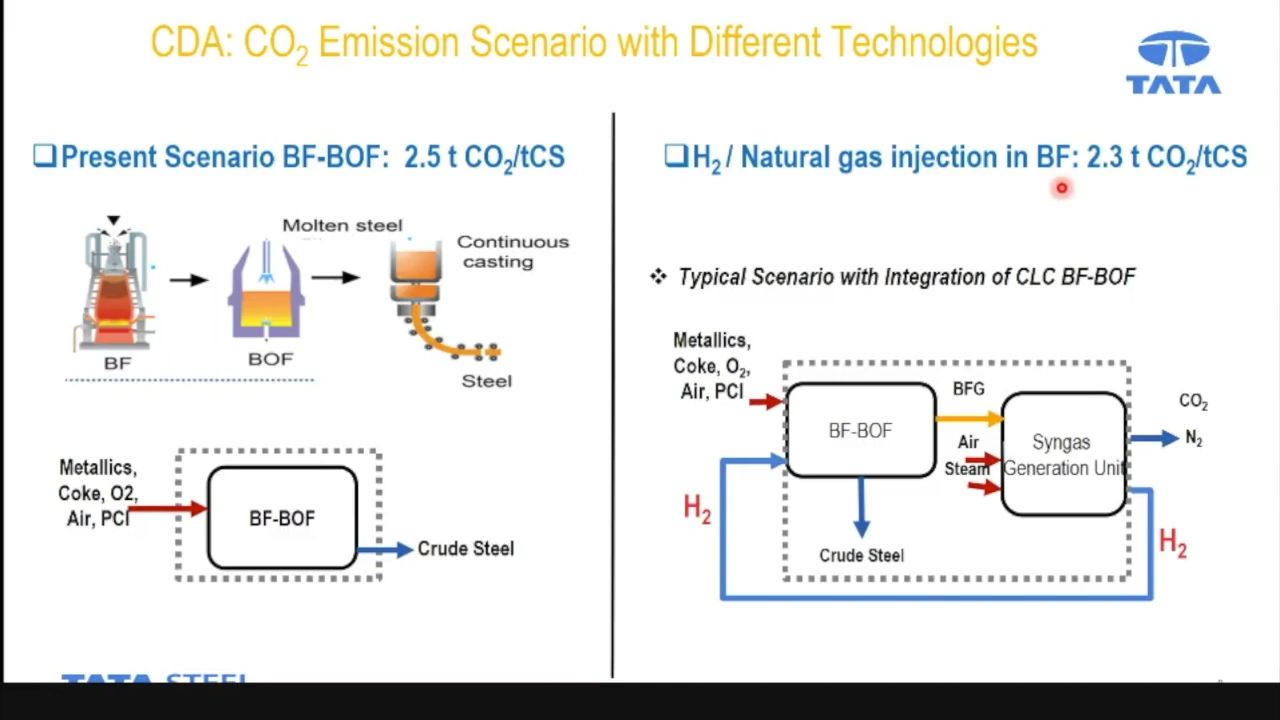 CDA: CO₂ Emission Scenario with Different Technologies
TATA
❑Present Scenario BF-BOF: 2.5 t CO₂/tCS
Molten steel
Continuous
casting
BF
BOF
Steel
Metallics,
Coke, O2,
Air, PCI
BF-BOF
Crude Steel
❑H₂ / Natural gas injection in BF: 2.3 t CO₂/tCS
❖ Typical Scenario with Integration of CLC BF-BOF
Metallics,
Coke, O₂,
Air, PCI
BF-BOF
BFG
Air
Steam
Syngas
Generation Unit
CO₂
N₂
H₂
H₂
Crude Steel
TATA STEEL